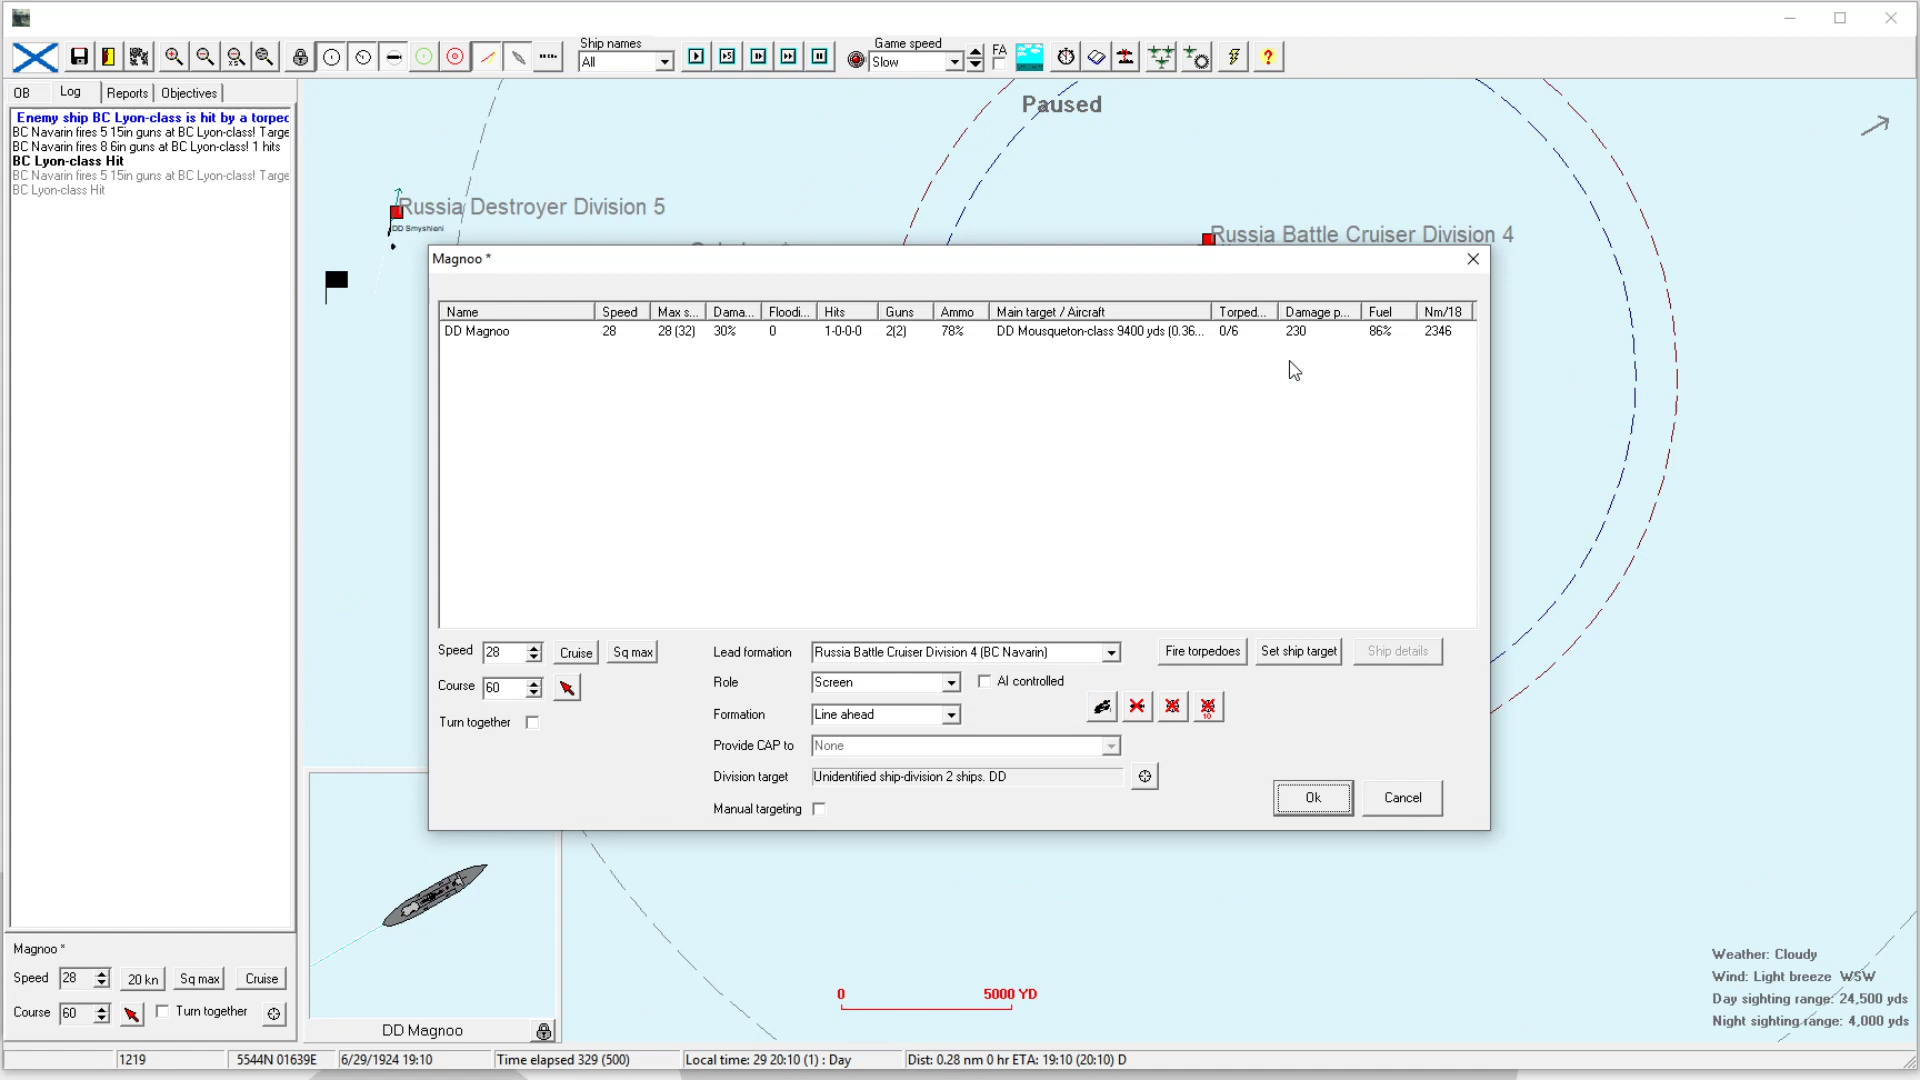 Ship names
All
Game speed
Slow
FA
OB
Log
Reports
Objectives
Enemy ship BC Lyon-class is hit by a torpec
BC Navarin fires 5 15in guns at BC Lyon-class! Targe
BC Navarin fires 8 6in guns at BC Lyon-class! 1 hits
BC Lyon-class Hit
BC Navarin fires 5 15in guns at BC Lyon-class! Targe
BC Lyon-class Hit
Paused
Russia Destroyer Division 5
DD Smyshleni
Russia Battle Cruiser Division 4
Magnoo *
Name Speed Max s... Dama... Floodi... Hits Guns Ammo Main target / Aircraft Torped... Damage p... Fuel Nm/18
DD Magnoo 28 28 (32) 30% 0 1-0-0-0 2(2) 78% DD Mousqueton-class 9400 yds (0.36... 0/6 230 86% 2346
Speed 28 Cruise Sq max
Course 60
Turn together
Lead formation Russia Battle Cruiser Division 4 (BC Navarin)
Role Screen AI controlled
Formation Line ahead
Provide CAP to None
Division target Unidentified ship-division 2 ships. DD
Manual targeting
Fire torpedoes
Set ship target
Ship details
10
Ok
Cancel
Magnoo *
Speed 28 20 kn Sq max Cruise
Course 60 Turn together
DD Magnoo
0 5000 YD
Weather: Cloudy
Wind: Light breeze WSW
Day sighting range: 24,500 yds
Night sighting range: 4,000 yds
1219
5544N 01639E
6/29/1924 19:10
Time elapsed 329 (500)
Local time: 29 20:10 (1) : Day
Dist: 0.28 nm 0 hr ETA: 19:10 (20:10) D